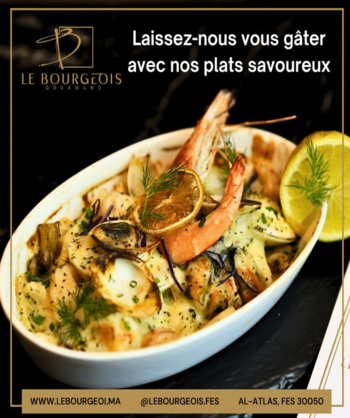 Laissez-nous vous gâter
avec nos plats savoureux
LE BOURGEOIS
GOURMAND
WWW.LEBOURGEOI.MA @LEBOURGEOIS.FES AL-ATLAS, FES 30050